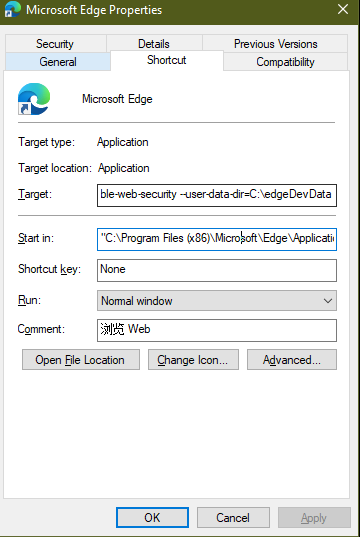 Microsoft Edge Properties
Security Details Previous Versions
General Shortcut Compatibility
Microsoft Edge
Target type: Application
Target location: Application
Target: ble-web-security --user-data-dir=C:\edgeDevData
Start in: "C:\Program Files (x86)\Microsoft\Edge\Applicatio
Shortcut key: None
Run: Normal window
Comment: 浏览 Web
Open File Location Change Icon... Advanced...
OK Cancel Apply